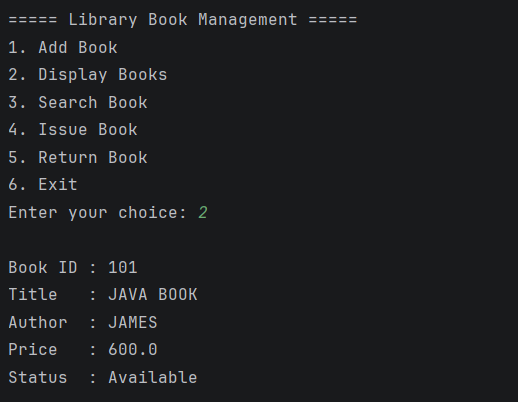 ===== Library Book Management =====
1. Add Book
2. Display Books
3. Search Book
4. Issue Book
5. Return Book
6. Exit
Enter your choice: 2
Book ID : 101
Title   : JAVA BOOK
Author  : JAMES
Price   : 600.0
Status  : Available